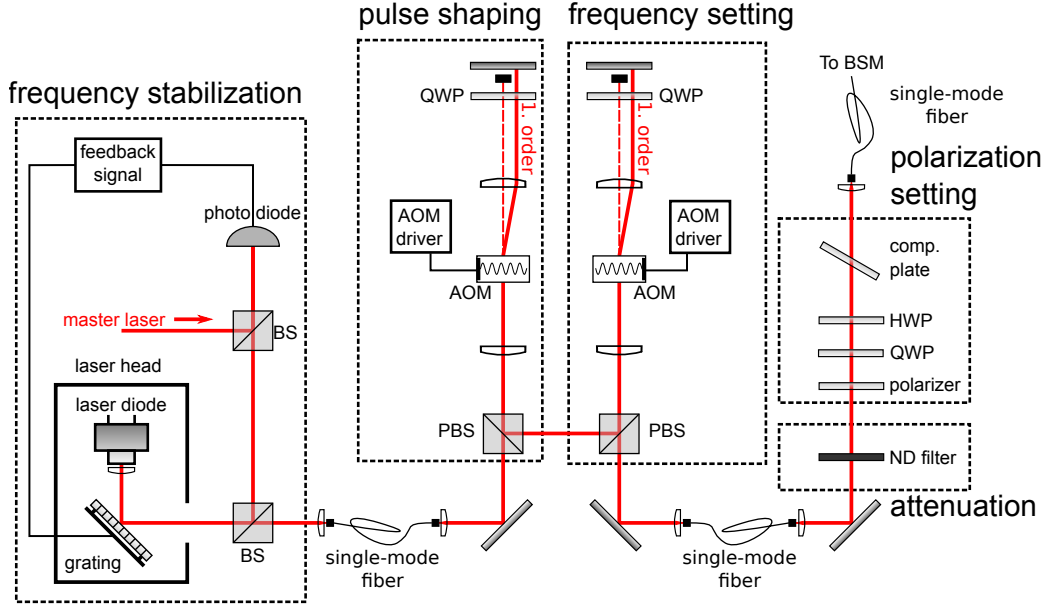 pulse shaping
frequency setting
frequency stabilization
feedback
signal
photo diode
master laser
BS
laser head
laser diode
grating
BS
single-mode
fiber
QWP
1. order
AOM
driver
AOM
PBS
QWP
1. order
AOM
driver
AOM
PBS
single-mode
fiber
To BSM
single-mode
fiber
polarization
setting
comp.
plate
HWP
QWP
polarizer
ND filter
attenuation